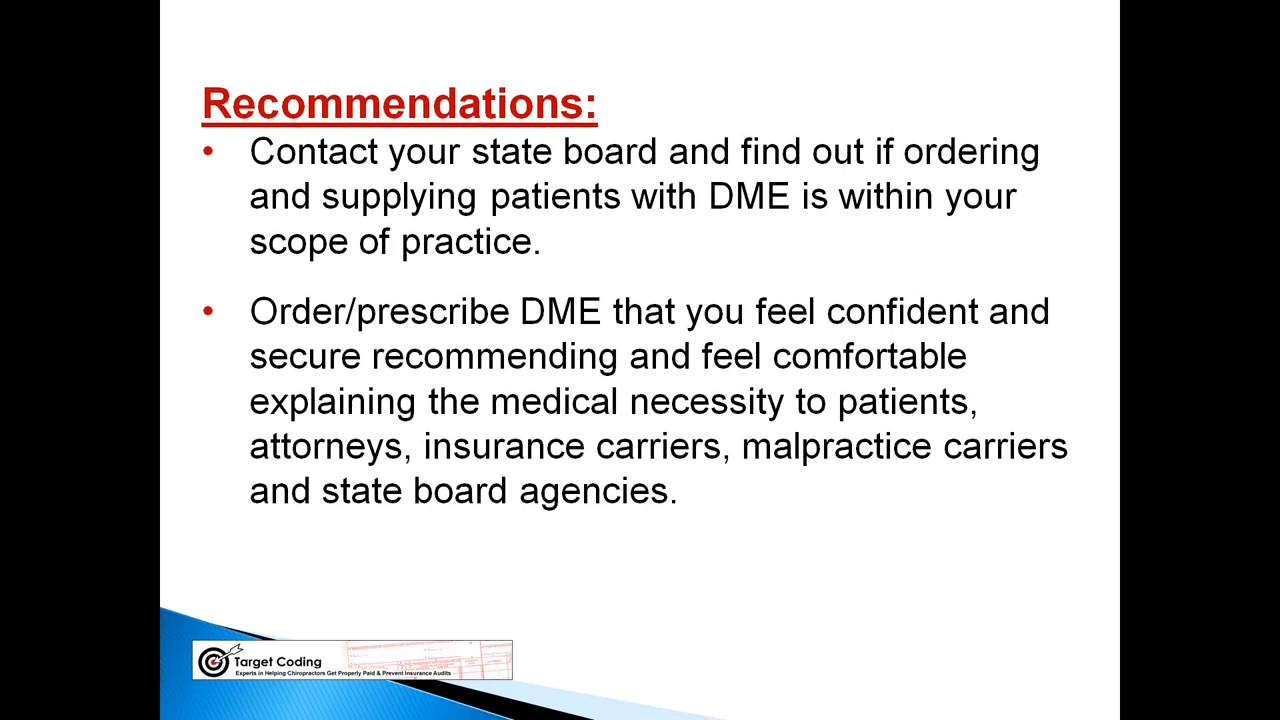 Recommendations:
• Contact your state board and find out if ordering
and supplying patients with DME is within your
scope of practice.
• Order/prescribe DME that you feel confident and
secure recommending and feel comfortable
explaining the medical necessity to patients,
attorneys, insurance carriers, malpractice carriers
and state board agencies.
Target Coding
Experts in Helping Chiropractors Get Properly Paid & Prevent Insurance Audits